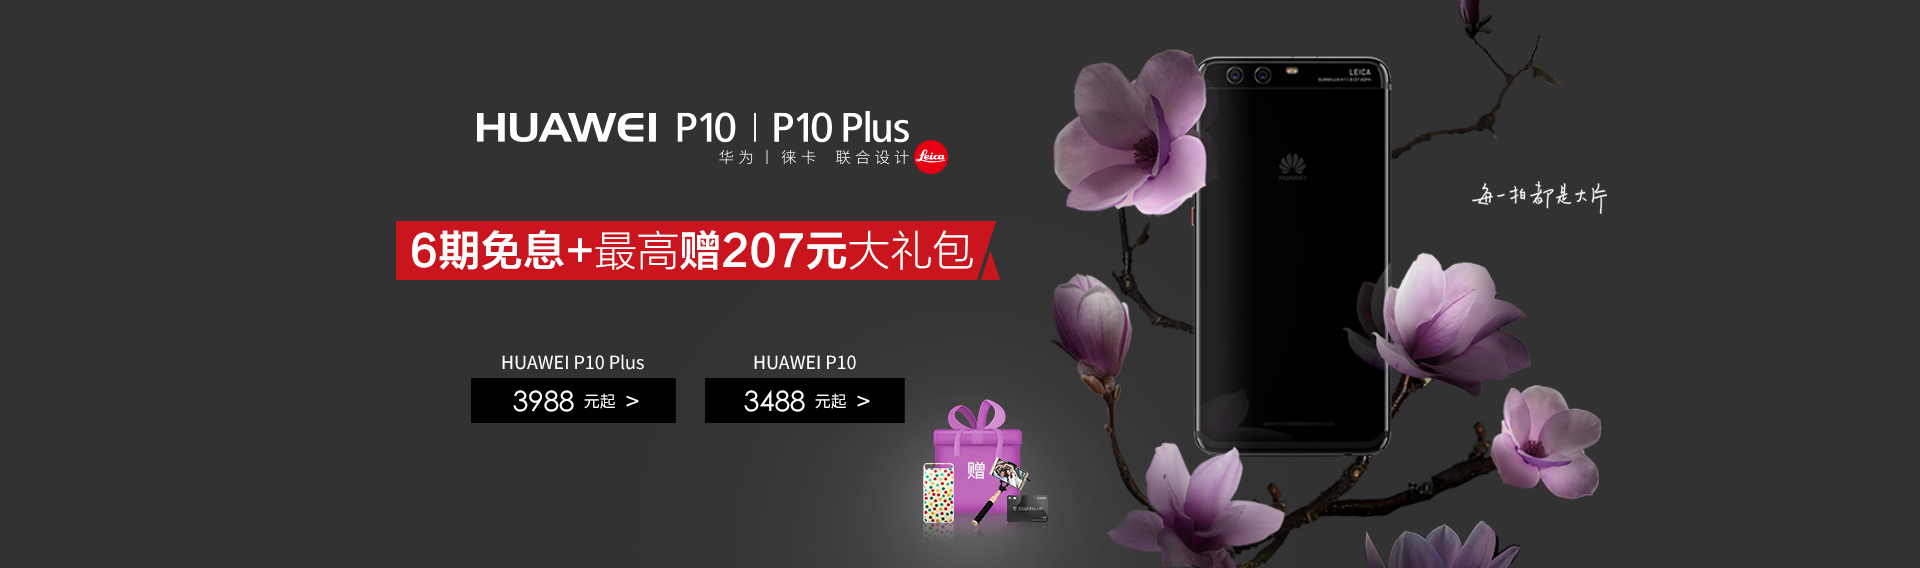 HUAWEI P10 | P10 Plus
华为 | 徕卡 联合设计
Leica
6期免息+最高赠207元大礼包
HUAWEI P10 Plus
3988 元起 >
HUAWEI P10
3488 元起 >
赠
LEICA
HUAWEI
每一拍都是大片